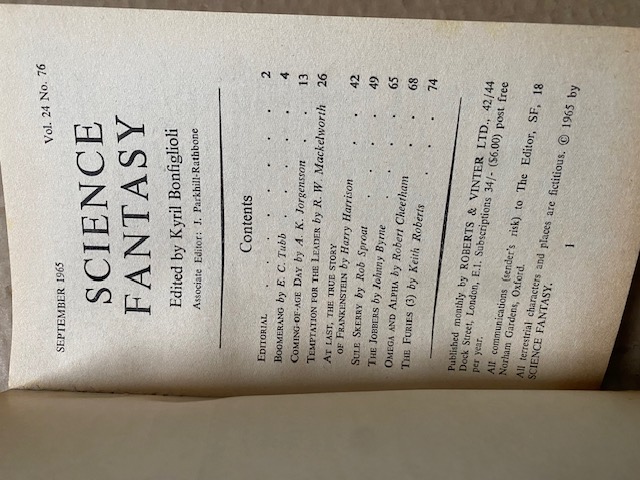 SEPTEMBER 1965 Vol. 24 No. 76
SCIENCE
FANTASY
Edited by Kyril Bonfiglioli
Associate Editor: J. Parkhill-Rathbone
Contents
EDITORIAL . . . . . . 2
BOOMERANG by E. C. Tubb . . . . 4
COMING-OF-AGE DAY by A. K. Jorgensson . . 13
TEMPTATION FOR THE LEADER by R. W. Mackelworth 26
AT LAST, THE TRUE STORY
OF FRANKENSTEIN by Harry Harrison . . 42
SULE SKERRY by Rob Sproat . . . 49
THE JOBBERS by Johnny Byrne . . . 65
OMEGA AND ALPHA by Robert Cheetham . . 68
THE FURIES (3) by Keith Roberts . . . 74
Published monthly by ROBERTS & VINTER LTD., 42/44
Dock Street, London, E.1. Subscriptions 34/- ($6.00) post free
per year.
All communications (sender's risk) to The Editor, SF, 18
Norham Gardens, Oxford.
All terrestrial characters and places are fictitious. © 1965 by
SCIENCE FANTASY.
1